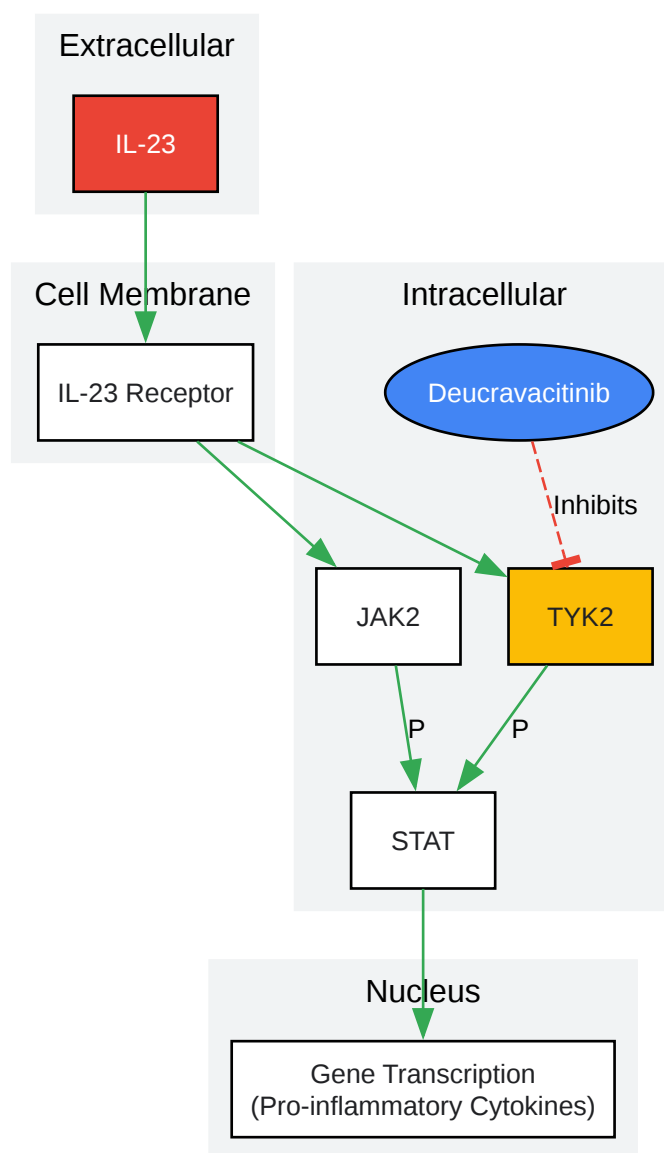 Extracellular
IL-23
Cell Membrane
IL-23 Receptor
Intracellular
Deucravacitinib
Inhibits
JAK2
TYK2
P
P
STAT
Nucleus
Gene Transcription
(Pro-inflammatory Cytokines)